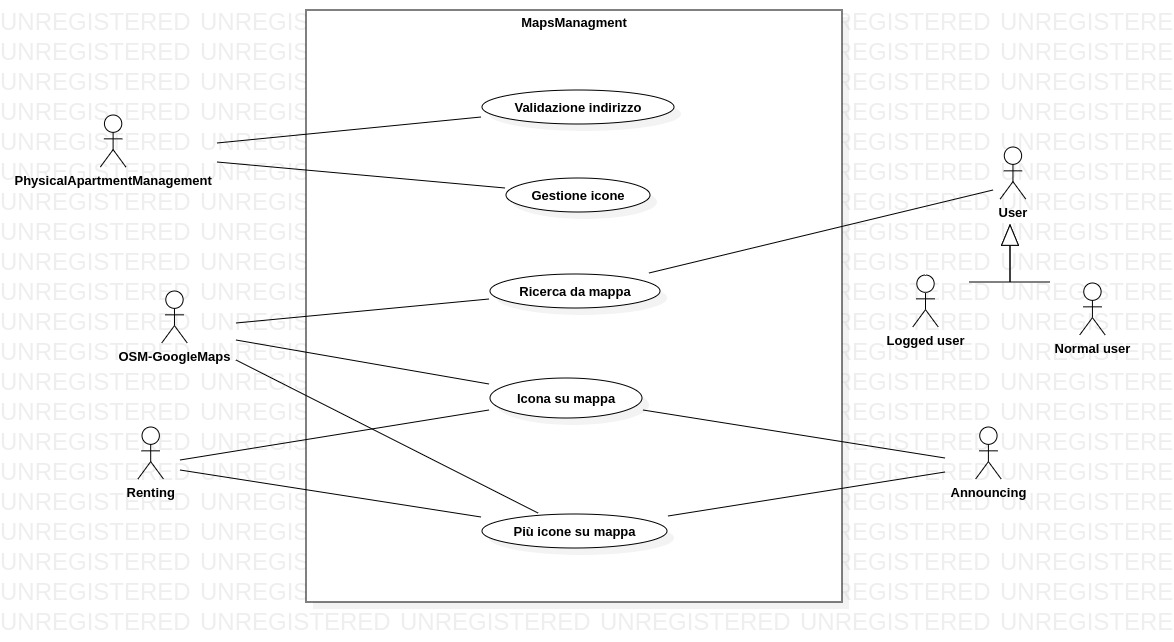 MapsManagment
Validazione indirizzo
PhysicalApartmentManagement
Gestione icone
User
Ricerca da mappa
OSM-GoogleMaps
Logged user
Normal user
Icona su mappa
Renting
Announcing
Più icone su mappa
UNREGISTERED UNREGISTERED UNREGISTERED UNREGISTERED UNREGISTERED UNREGISTERED